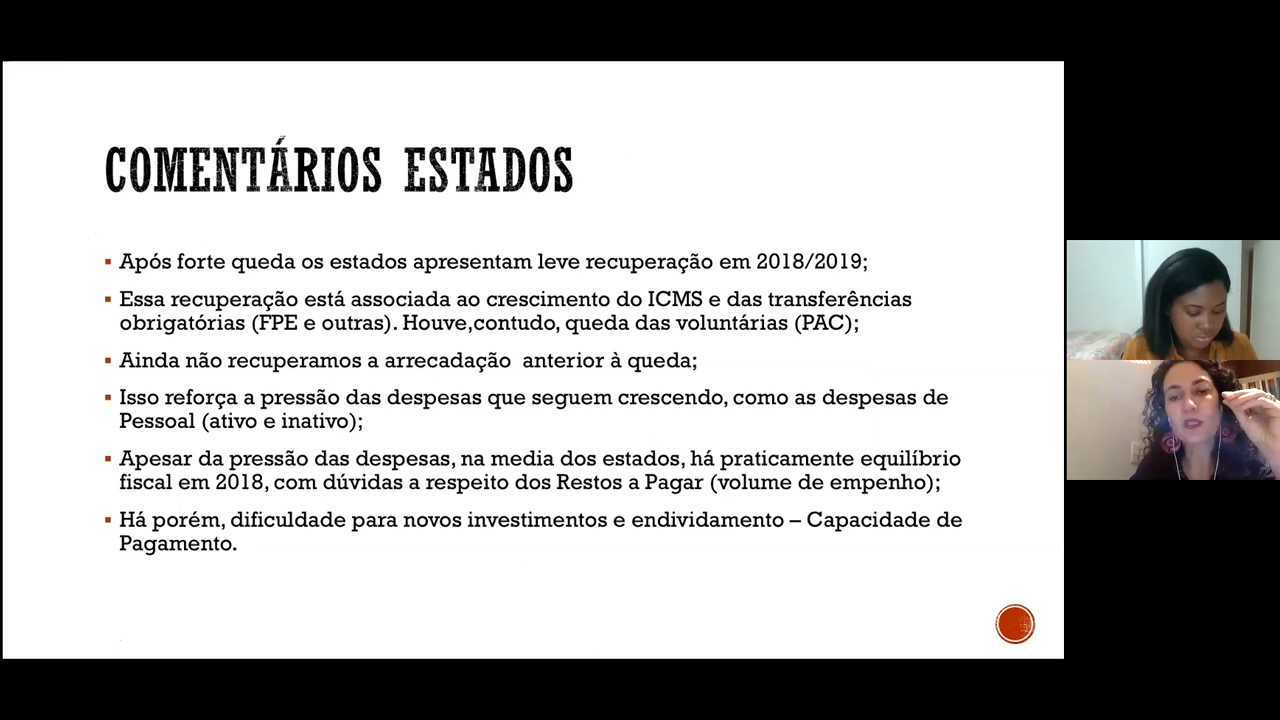 COMENTÁRIOS ESTADOS
▪ Após forte queda os estados apresentam leve recuperação em 2018/2019;
▪ Essa recuperação está associada ao crescimento do ICMS e das transferências
obrigatórias (FPE e outras). Houve,contudo, queda das voluntárias (PAC);
▪ Ainda não recuperamos a arrecadação  anterior à queda;
▪ Isso reforça a pressão das despesas que seguem crescendo, como as despesas de
Pessoal (ativo e inativo);
▪ Apesar da pressão das despesas, na media dos estados, há praticamente equilíbrio
fiscal em 2018, com dúvidas a respeito dos Restos a Pagar (volume de empenho);
▪ Há porém, dificuldade para novos investimentos e endividamento – Capacidade de
Pagamento.